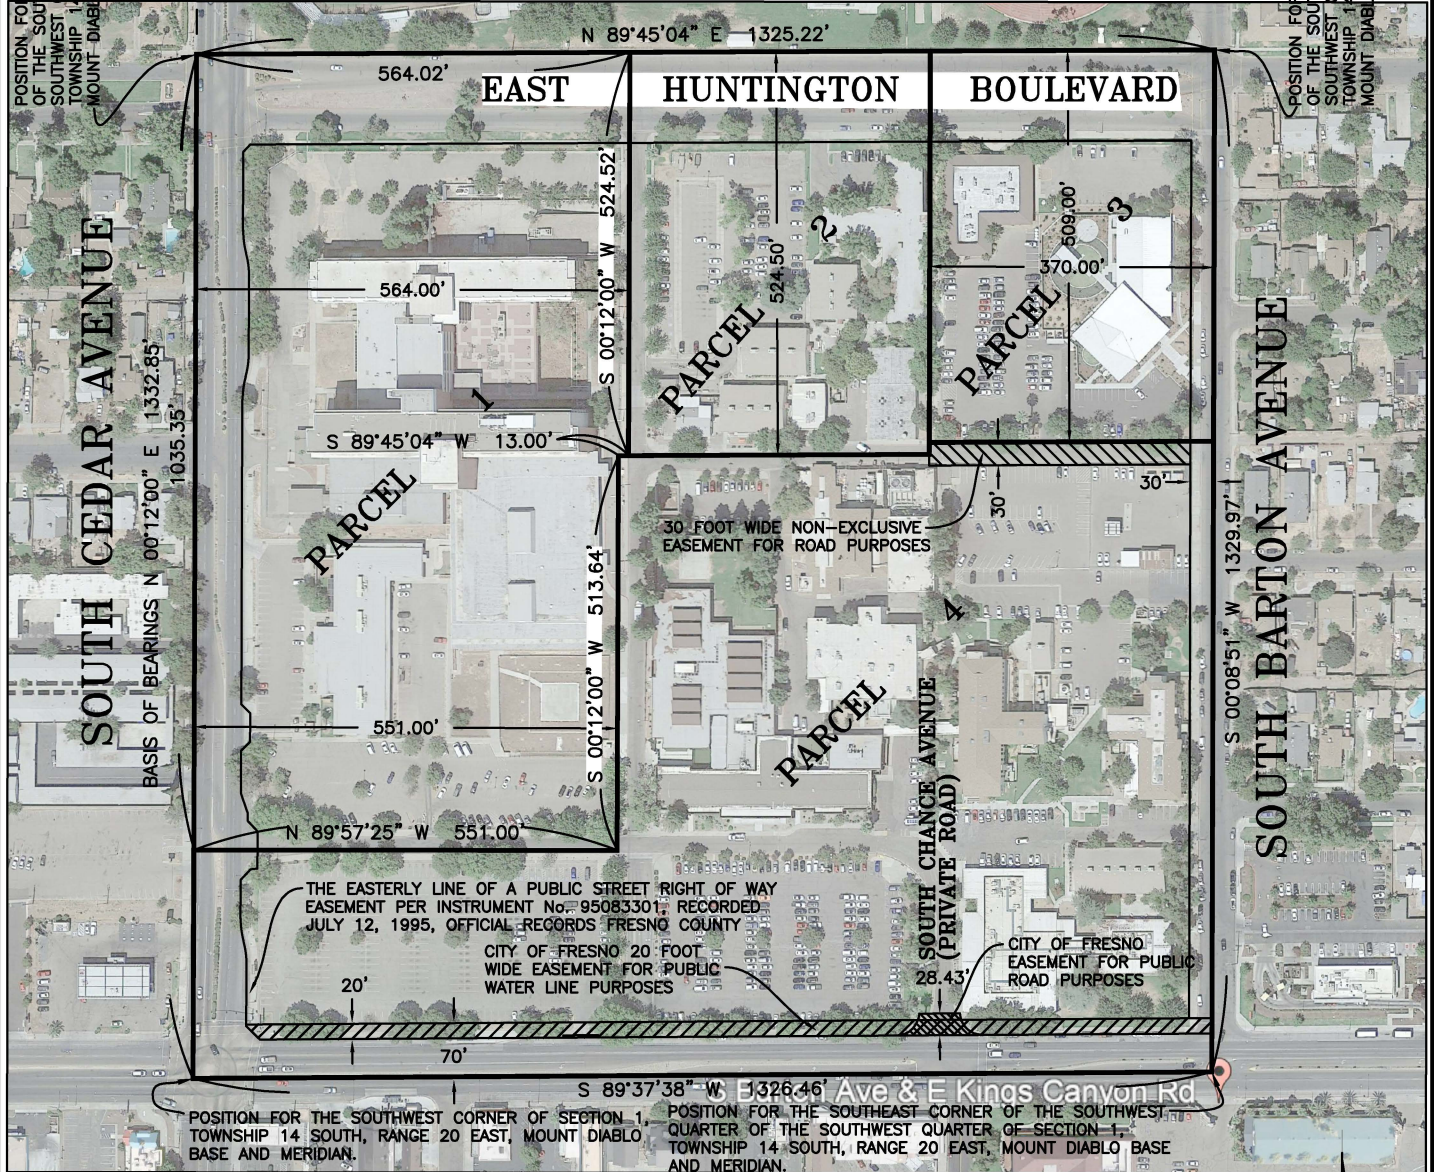 POSITION FOR
OF THE SOUT
SOUTHWEST
TOWNSHIP 14
MOUNT DIABL
N 89°45'04" E 1325.22'
POSITION FOR
OF THE SOUT
SOUTHWEST
TOWNSHIP 14
MOUNT DIABL
564.02'
EAST HUNTINGTON BOULEVARD
SOUTH CEDAR AVENUE
BASIS OF BEARINGS N 00°12'00" E 1332.85'
1035.35'
564.00'
S 00°12'00" W 524.52'
PARCEL 1
S 89°45'04" W 13.00'
PARCEL 2
524.50'
PARCEL 3
509.00'
370.00'
30'
30'
30 FOOT WIDE NON-EXCLUSIVE
EASEMENT FOR ROAD PURPOSES
S 00°12'00" W 513.64'
551.00'
N 89°57'25" W 551.00'
PARCEL 4
SOUTH CHANCE AVENUE
(PRIVATE ROAD)
S 00°08'51" W 1329.97'
SOUTH BARTON AVENUE
THE EASTERLY LINE OF A PUBLIC STREET RIGHT OF WAY
EASEMENT PER INSTRUMENT No. 95083301, RECORDED
JULY 12, 1995, OFFICIAL RECORDS FRESNO COUNTY
CITY OF FRESNO 20 FOOT
WIDE EASEMENT FOR PUBLIC
WATER LINE PURPOSES
28.43'
CITY OF FRESNO
EASEMENT FOR PUBLIC
ROAD PURPOSES
20'
70'
S 89°37'38" W 1326.46'
S Barton Ave & E Kings Canyon Rd
POSITION FOR THE SOUTHWEST CORNER OF SECTION 1,
TOWNSHIP 14 SOUTH, RANGE 20 EAST, MOUNT DIABLO
BASE AND MERIDIAN.
POSITION FOR THE SOUTHEAST CORNER OF THE SOUTHWEST
QUARTER OF THE SOUTHWEST QUARTER OF SECTION 1,
TOWNSHIP 14 SOUTH, RANGE 20 EAST, MOUNT DIABLO BASE
AND MERIDIAN.